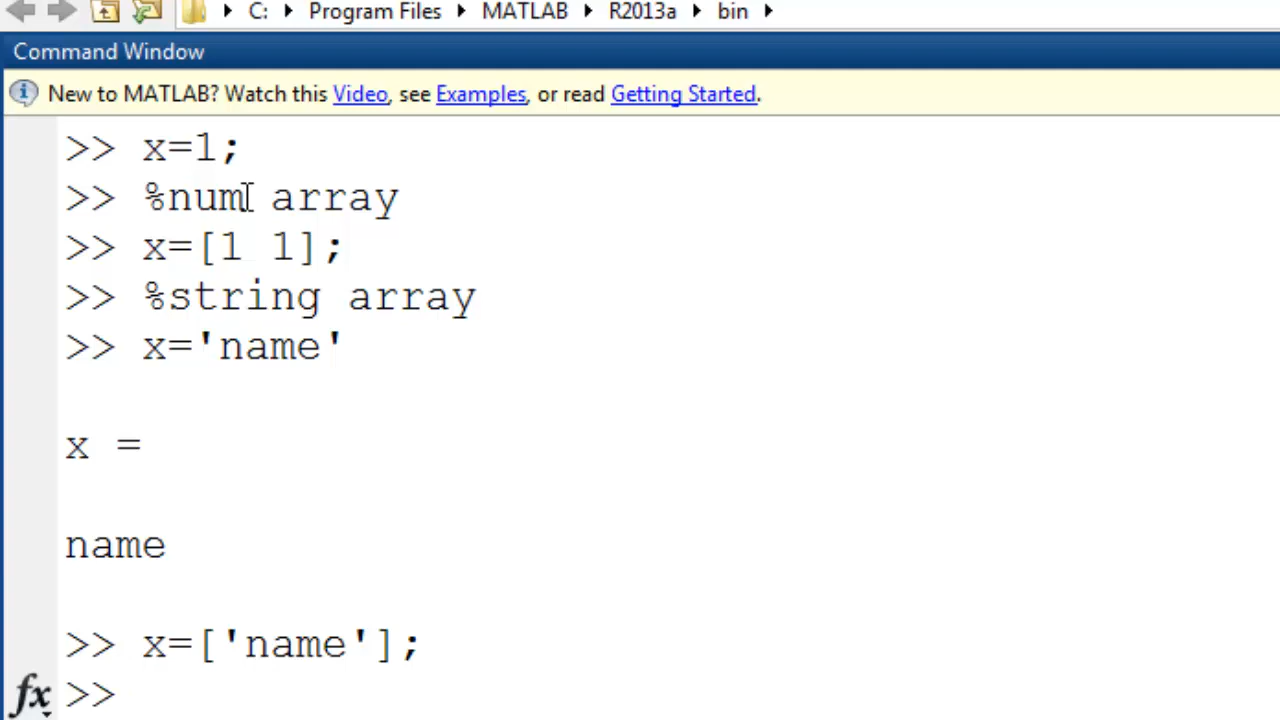 C: Program Files MATLAB R2013a bin
Command Window
New to MATLAB? Watch this Video, see Examples, or read Getting Started.
>> x=1;
>> %num array
>> x=[1 1];
>> %string array
>> x='name'
x =
name
>> x=['name'];
fx >>